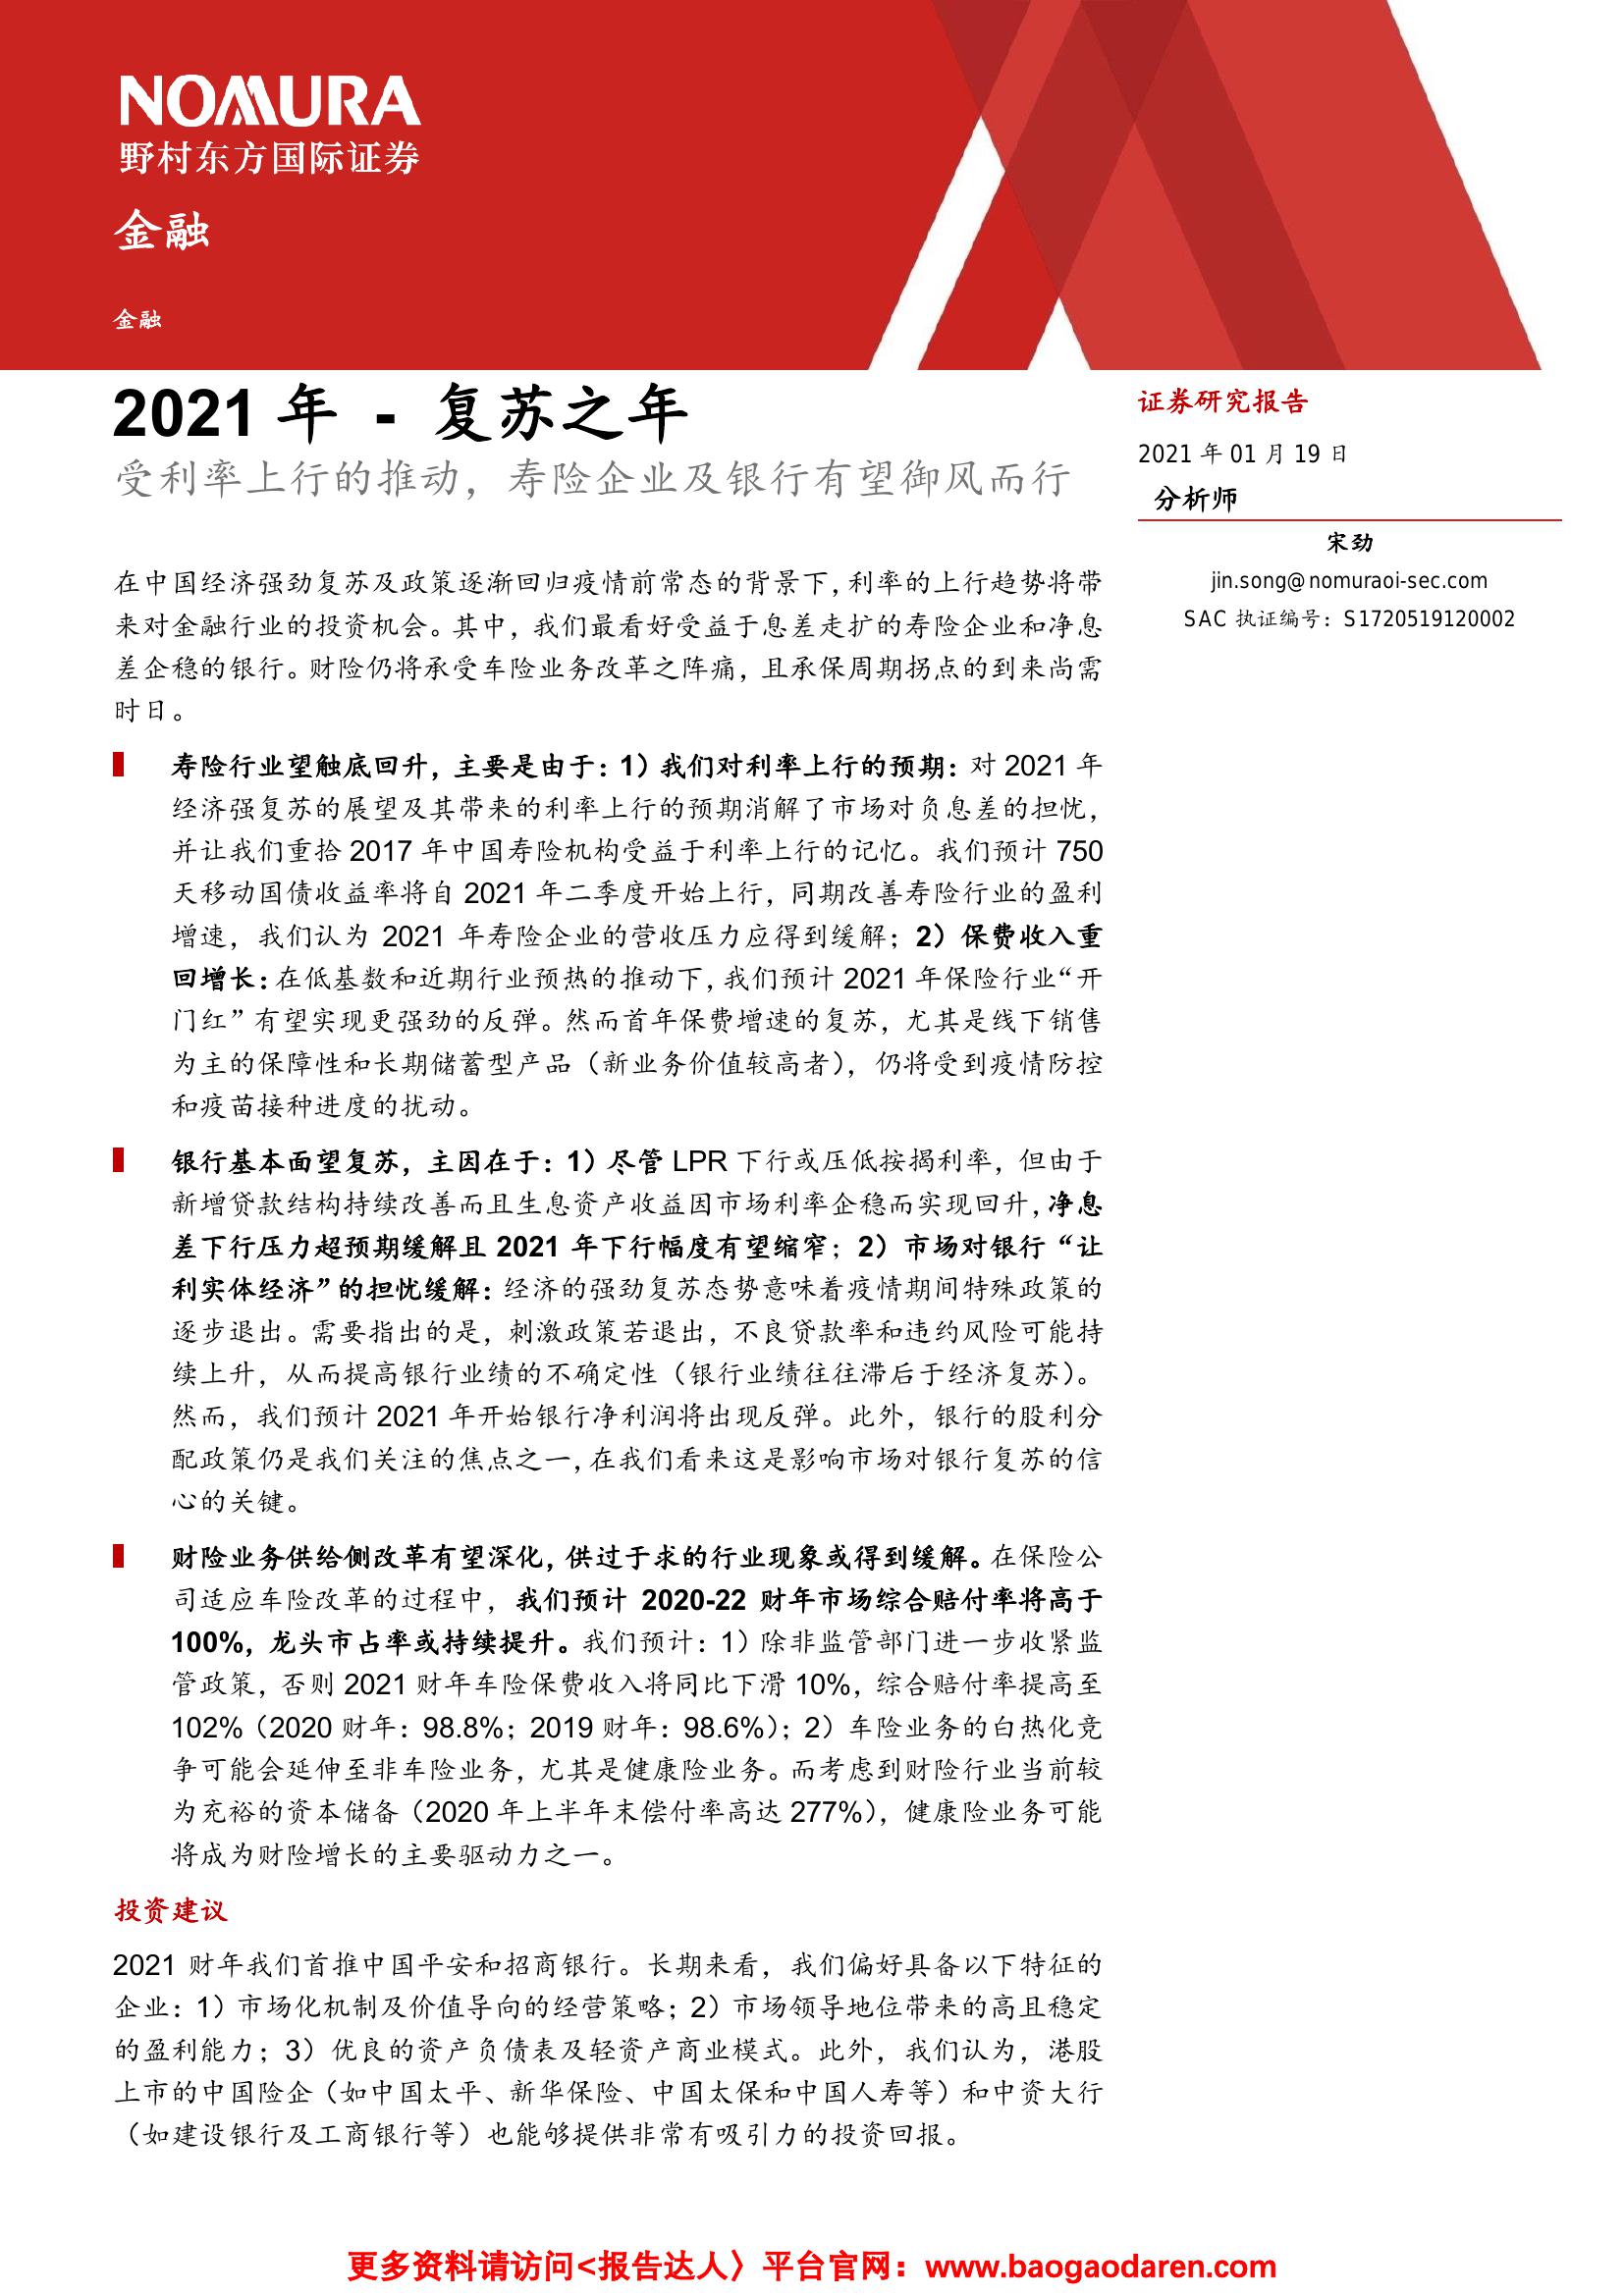 NOMURA
野村东方国际证券
金融
金融
2021 年 - 复苏之年
受利率上行的推动，寿险企业及银行有望御风而行
证券研究报告
2021 年 01 月 19 日
分析师
宋劲
jin.song@nomuraoi-sec.com
SAC 执证编号：S1720519120002
在中国经济强劲复苏及政策逐渐回归疫情前常态的背景下，利率的上行趋势将带
来对金融行业的投资机会。其中，我们最看好受益于息差走扩的寿险企业和净息
差企稳的银行。财险仍将承受车险业务改革之阵痛，且承保周期拐点的到来尚需
时日。
寿险行业望触底回升，主要是由于：1）我们对利率上行的预期：对 2021 年
经济强复苏的展望及其带来的利率上行的预期消解了市场对负息差的担忧，
并让我们重拾 2017 年中国寿险机构受益于利率上行的记忆。我们预计 750
天移动国债收益率将自 2021 年二季度开始上行，同期改善寿险行业的盈利
增速，我们认为 2021 年寿险企业的营收压力应得到缓解；2）保费收入重
回增长：在低基数和近期行业预热的推动下，我们预计 2021 年保险行业“开
门红”有望实现更强劲的反弹。然而首年保费增速的复苏，尤其是线下销售
为主的保障性和长期储蓄型产品（新业务价值较高者），仍将受到疫情防控
和疫苗接种进度的扰动。
银行基本面望复苏，主因在于：1）尽管 LPR 下行或压低按揭利率，但由于
新增贷款结构持续改善而且生息资产收益因市场利率企稳而实现回升，净息
差下行压力超预期缓解且 2021 年下行幅度有望缩窄；2）市场对银行“让
利实体经济”的担忧缓解：经济的强劲复苏态势意味着疫情期间特殊政策的
逐步退出。需要指出的是，刺激政策若退出，不良贷款率和违约风险可能持
续上升，从而提高银行业绩的不确定性（银行业绩往往滞后于经济复苏）。
然而，我们预计 2021 年开始银行净利润将出现反弹。此外，银行的股利分
配政策仍是我们关注的焦点之一，在我们看来这是影响市场对银行复苏的信
心的关键。
财险业务供给侧改革有望深化，供过于求的行业现象或得到缓解。在保险公
司适应车险改革的过程中，我们预计 2020-22 财年市场综合赔付率将高于
100%，龙头市占率或持续提升。我们预计：1）除非监管部门进一步收紧监
管政策，否则 2021 财年车险保费收入将同比下滑 10%，综合赔付率提高至
102%（2020 财年：98.8%；2019 财年：98.6%）；2）车险业务的白热化竞
争可能会延伸至非车险业务，尤其是健康险业务。而考虑到财险行业当前较
为充裕的资本储备（2020 年上半年末偿付率高达 277%），健康险业务可能
将成为财险增长的主要驱动力之一。
投资建议
2021 财年我们首推中国平安和招商银行。长期来看，我们偏好具备以下特征的
企业：1）市场化机制及价值导向的经营策略；2）市场领导地位带来的高且稳定
的盈利能力；3）优良的资产负债表及轻资产商业模式。此外，我们认为，港股
上市的中国险企（如中国太平、新华保险、中国太保和中国人寿等）和中资大行
（如建设银行及工商银行等）也能够提供非常有吸引力的投资回报。
更多资料请访问<报告达人〉平台官网：www.baogaodaren.com